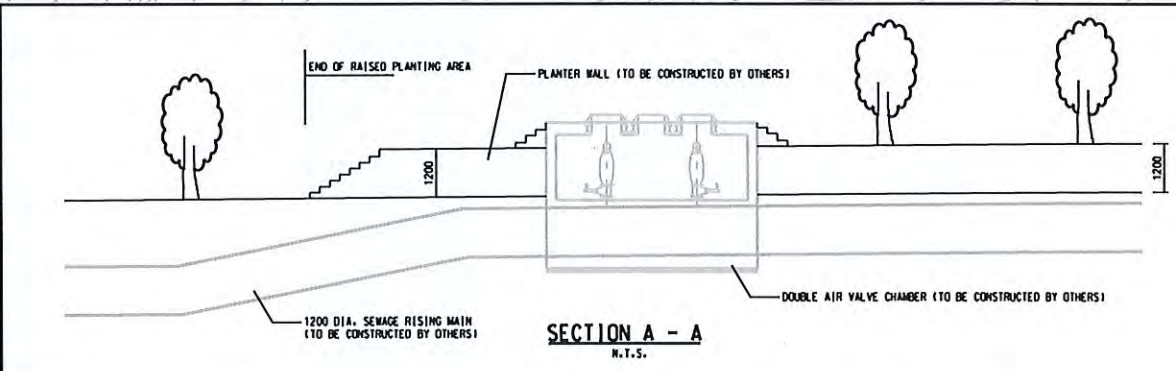 END OF RAISED PLANTING AREA
PLANTER WALL (TO BE CONSTRUCTED BY OTHERS)
1200
1200
DOUBLE AIR VALVE CHAMBER (TO BE CONSTRUCTED BY OTHERS)
1200 DIA. SEWAGE RISING MAIN
(TO BE CONSTRUCTED BY OTHERS)
SECTION A - A
N.T.S.